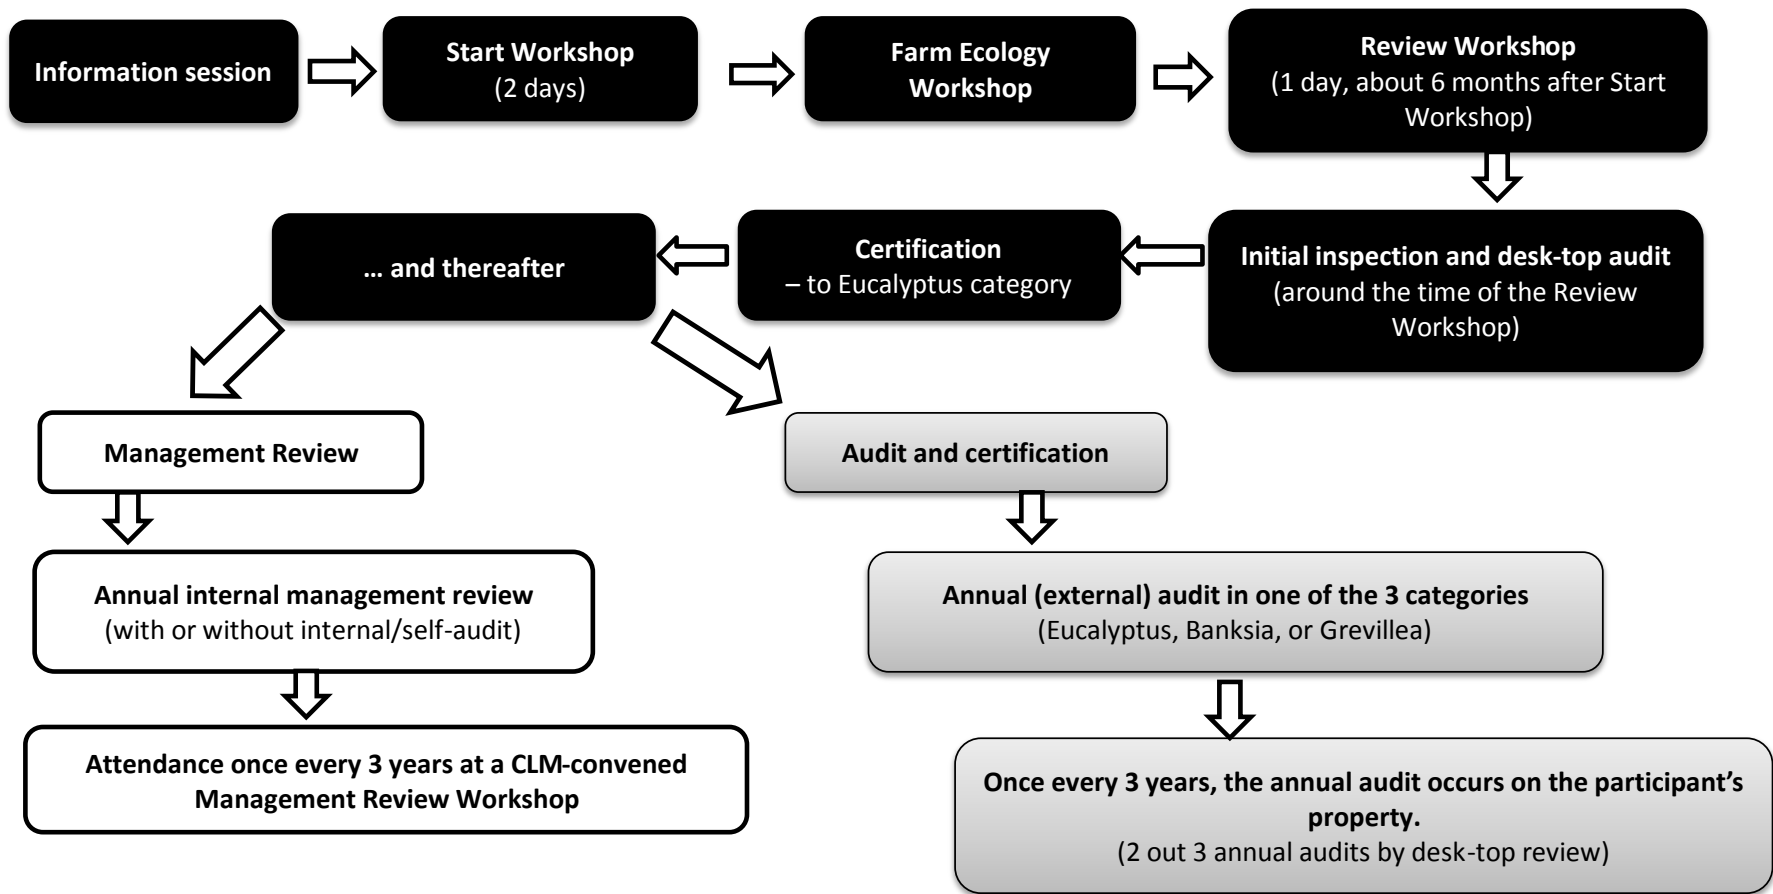 Information session
Start Workshop
(2 days)
Farm Ecology
Workshop
Review Workshop
(1 day, about 6 months after Start
Workshop)
… and thereafter
Certification
– to Eucalyptus category
Initial inspection and desk-top audit
(around the time of the Review
Workshop)
Management Review
Audit and certification
Annual internal management review
(with or without internal/self-audit)
Annual (external) audit in one of the 3 categories
(Eucalyptus, Banksia, or Grevillea)
Attendance once every 3 years at a CLM-convened
Management Review Workshop
Once every 3 years, the annual audit occurs on the participant’s
property.
(2 out 3 annual audits by desk-top review)